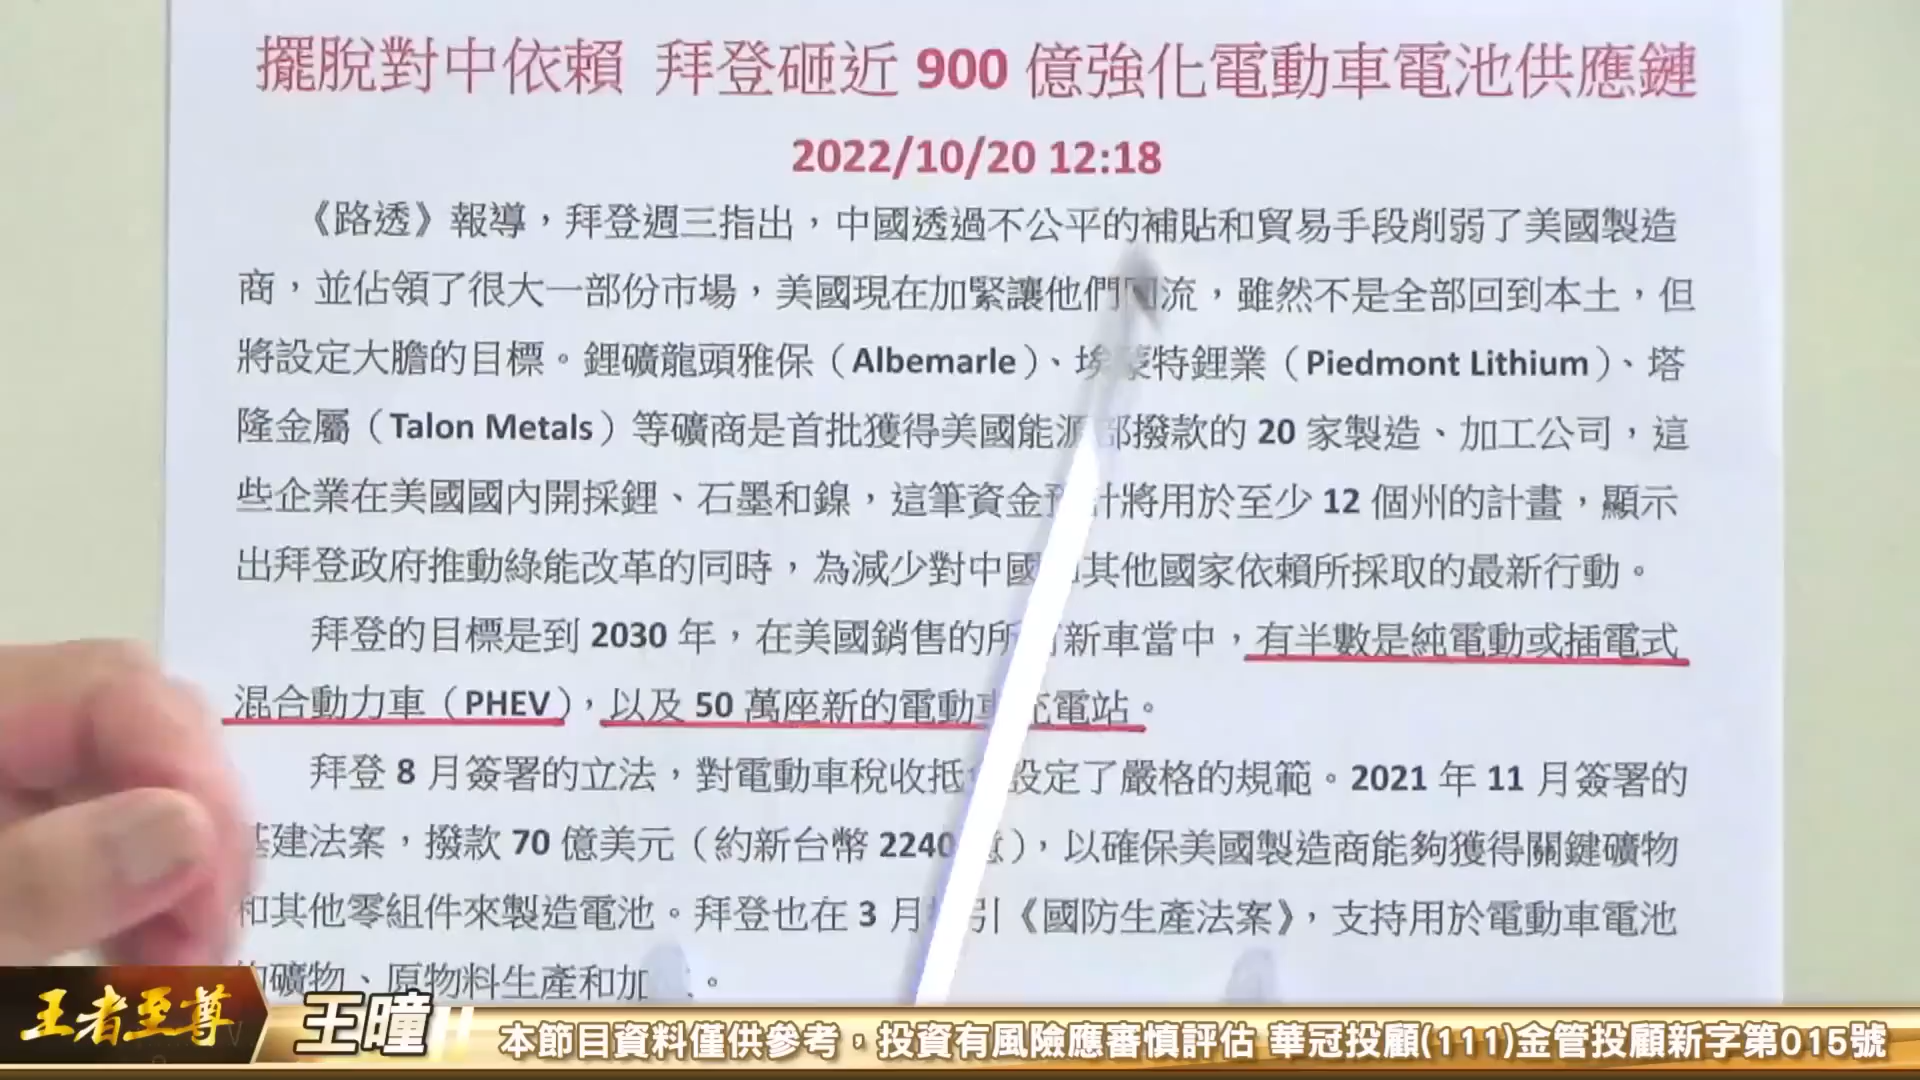 擺脫對中依賴 拜登砸近 900 億強化電動車電池供應鏈
2022/10/20 12:18
《路透》報導，拜登週三指出，中國透過不公平的補貼和貿易手段削弱了美國製造
商，並佔領了很大一部份市場，美國現在加緊讓他們回流，雖然不是全部回到本土，但
將設定大膽的目標。鋰礦龍頭雅保（Albemarle）、埃蒙特鋰業（Piedmont Lithium）、塔
隆金屬（Talon Metals）等礦商是首批獲得美國能源部撥款的 20 家製造、加工公司，這
些企業在美國國內開採鋰、石墨和鎳，這筆資金預計將用於至少 12 個州的計畫，顯示
出拜登政府推動綠能改革的同時，為減少對中國 其他國家依賴所採取的最新行動。
拜登的目標是到 2030 年，在美國銷售的所有新車當中，有半數是純電動或插電式
混合動力車（PHEV），以及 50 萬座新的電動車充電站。
拜登 8 月簽署的立法，對電動車稅收抵 設定了嚴格的規範。2021 年 11 月簽署的
基建法案，撥款 70 億美元（約新台幣 2240 億），以確保美國製造商能夠獲得關鍵礦物
和其他零組件來製造電池。拜登也在 3 月 引《國防生產法案》，支持用於電動車電池
的礦物、原物料生產和加 。
王者至尊
王曈
本節目資料僅供參考，投資有風險應審慎評估 華冠投顧(111)金管投顧新字第015號